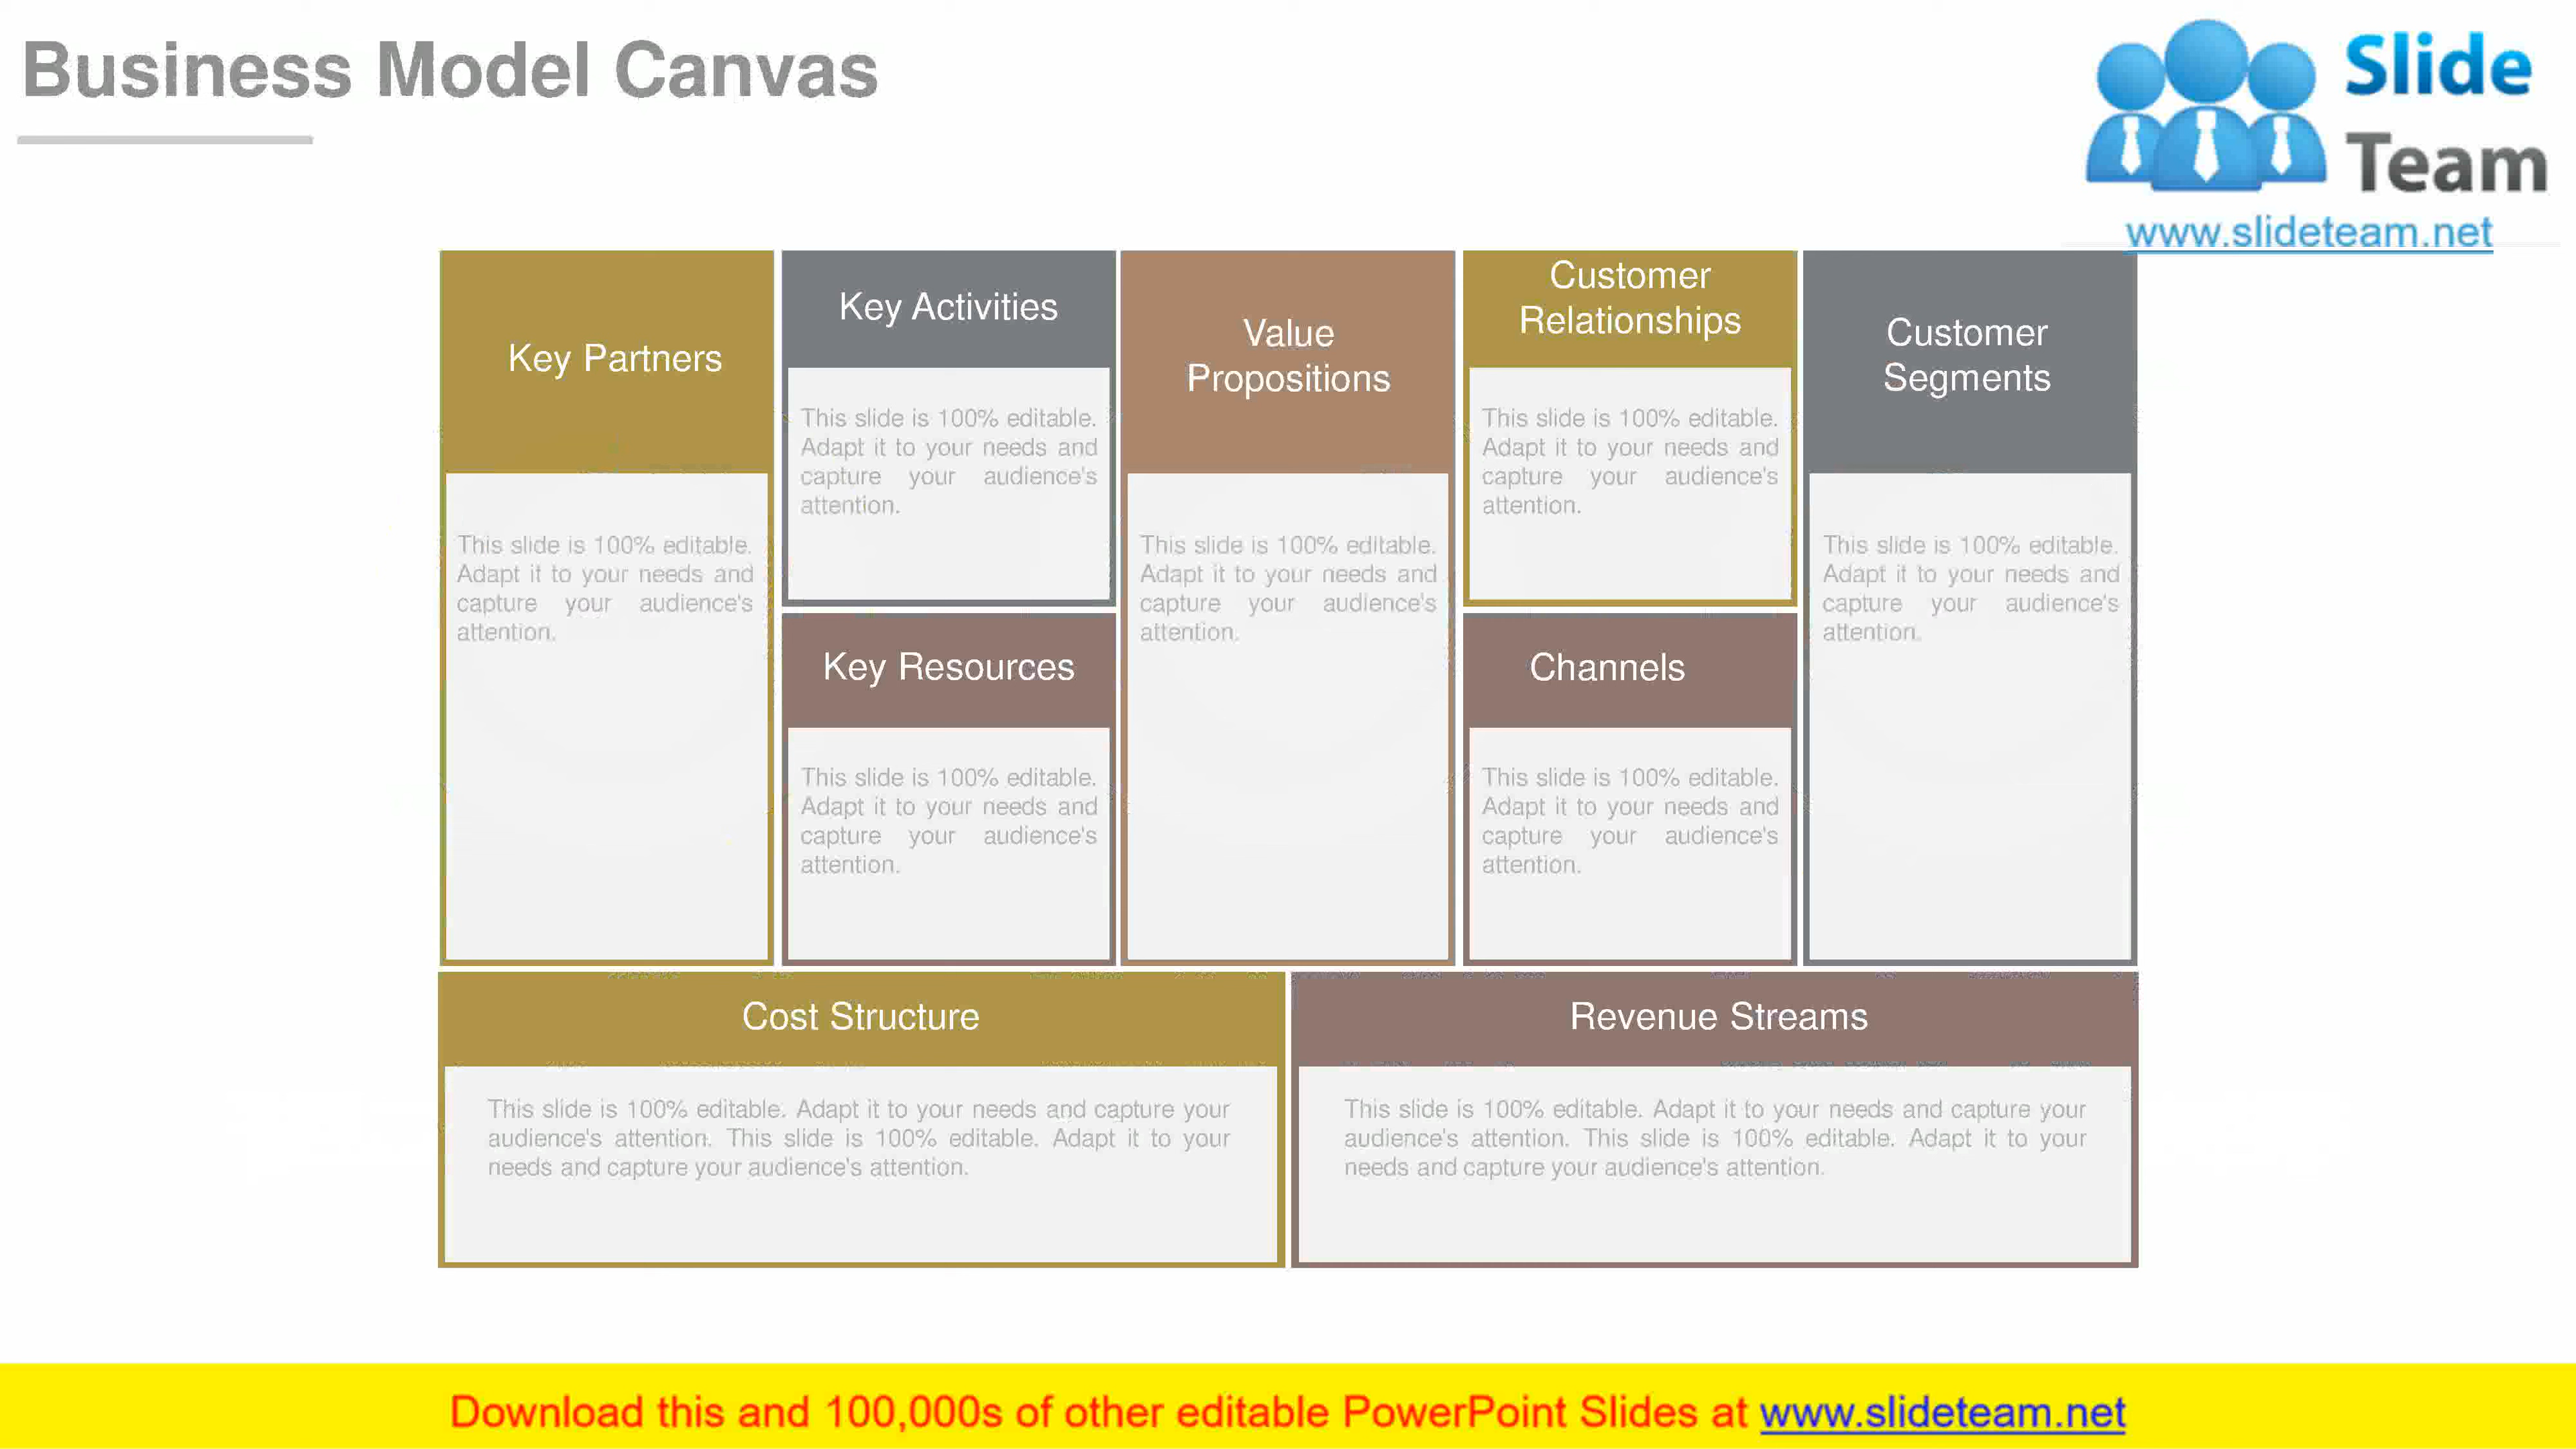 Business Model Canvas
Slide
Team
www.slideteam.net
Key Partners
This slide is 100% editable.
Adapt it to your needs and
capture your audience's
attention.
Key Activities
This slide is 100% editable.
Adapt it to your needs and
capture your audience's
attention.
Key Resources
This slide is 100% editable.
Adapt it to your needs and
capture your audience's
attention.
Value
Propositions
This slide is 100% editable.
Adapt it to your needs and
capture your audience's
attention.
Customer
Relationships
This slide is 100% editable.
Adapt it to your needs and
capture your audience's
attention.
Channels
This slide is 100% editable.
Adapt it to your needs and
capture your audience's
attention.
Customer
Segments
This slide is 100% editable.
Adapt it to your needs and
capture your audience's
attention.
Cost Structure
This slide is 100% editable. Adapt it to your needs and capture your
audience's attention. This slide is 100% editable. Adapt it to your
needs and capture your audience's attention.
Revenue Streams
This slide is 100% editable. Adapt it to your needs and capture your
audience's attention. This slide is 100% editable. Adapt it to your
needs and capture your audience's attention.
Download this and 100,000s of other editable PowerPoint Slides at www.slideteam.net